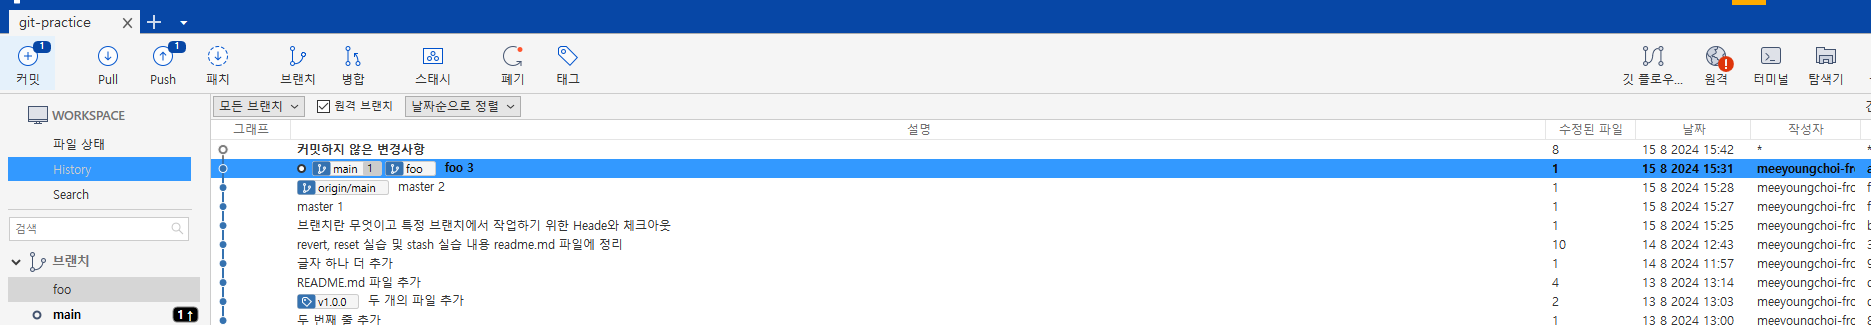 git-practice
1 1
커밋 Pull Push 패치 브랜치 병합 스태시 폐기 태그 깃 플로우... 원격 터미널 탐색기
WORKSPACE
파일 상태
History
Search
검색
브랜치
foo
main 1↑
모든 브랜치 원격 브랜치 날짜순으로 정렬
그래프 설명 수정된 파일 날짜 작성자
커밋하지 않은 변경사항 8 15 8 2024 15:42 * *
main 1 foo foo 3 1 15 8 2024 15:31 meeyoungchoi-frc
origin/main master 2 1 15 8 2024 15:28 meeyoungchoi-frc
master 1 1 15 8 2024 15:27 meeyoungchoi-frc
브랜치란 무엇이고 특정 브랜치에서 작업하기 위한 Heade와 체크아웃 1 15 8 2024 15:25 meeyoungchoi-frc
revert, reset 실습 및 stash 실습 내용 readme.md 파일에 정리 10 14 8 2024 12:43 meeyoungchoi-frc
글자 하나 더 추가 1 14 8 2024 11:57 meeyoungchoi-frc
README.md 파일 추가 4 13 8 2024 13:14 meeyoungchoi-frc
v1.0.0 두 개의 파일 추가 2 13 8 2024 13:03 meeyoungchoi-frc
두 번째 줄 추가 1 13 8 2024 13:00 meeyoungchoi-frc